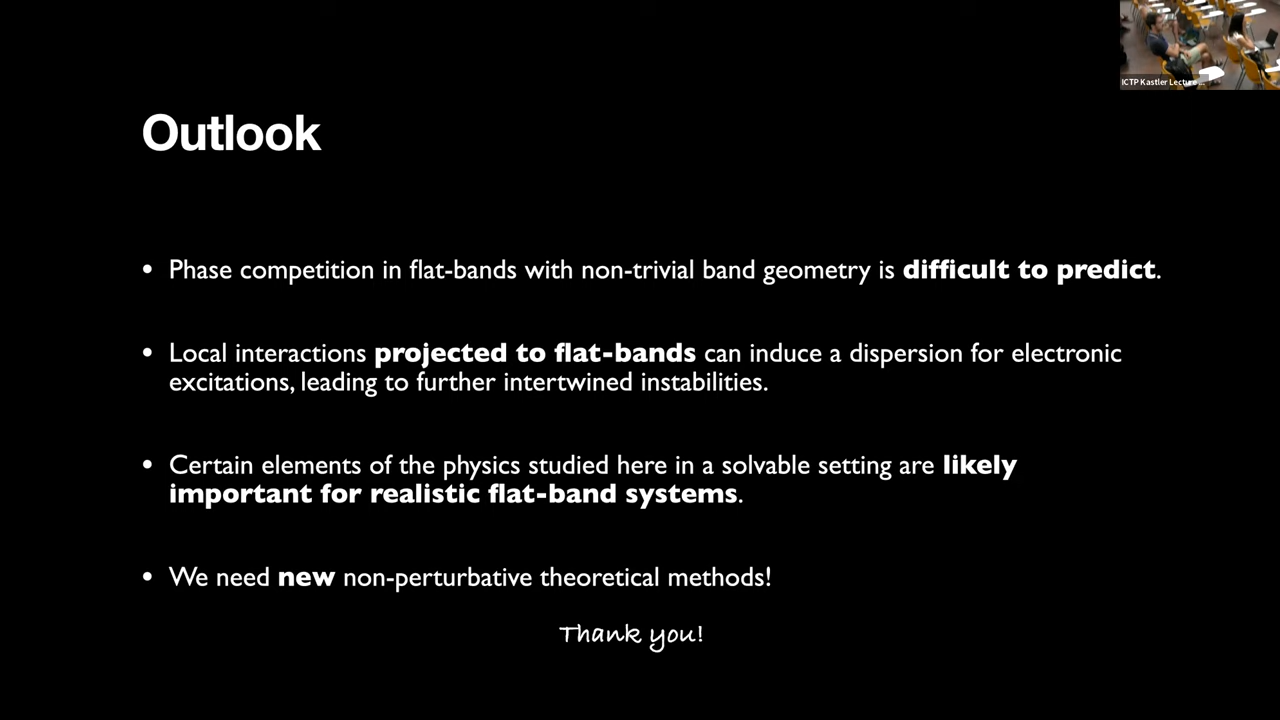 ICTP Kastler Lecture ...
Outlook
• Phase competition in flat-bands with non-trivial band geometry is difficult to predict.
• Local interactions projected to flat-bands can induce a dispersion for electronic
excitations, leading to further intertwined instabilities.
• Certain elements of the physics studied here in a solvable setting are likely
important for realistic flat-band systems.
• We need new non-perturbative theoretical methods!
Thank you!